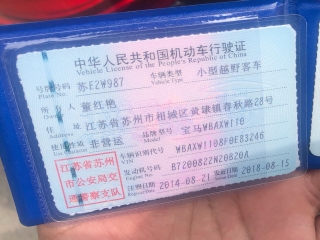 中华人民共和国机动车行驶证
Vehicle License of the People's Republic of China
号牌号码 苏E2W987 车辆类型 小型越野客车
Plate No. Vehicle Type
所有人 董红艳
Owner
住址 江苏省苏州市相城区黄埭镇春秋路28号
Address
使用性质 非营运 品牌型号 宝马WBAXW110
Use Character Model
江苏省苏州市公安局交通警察支队
车辆识别代号 WBAXW1108F0E83246
VIN
发动机号码 B7200822N20B20A
Engine No.
注册日期 2014-08-21 发证日期 2018-08-15
Register Date Issue Date